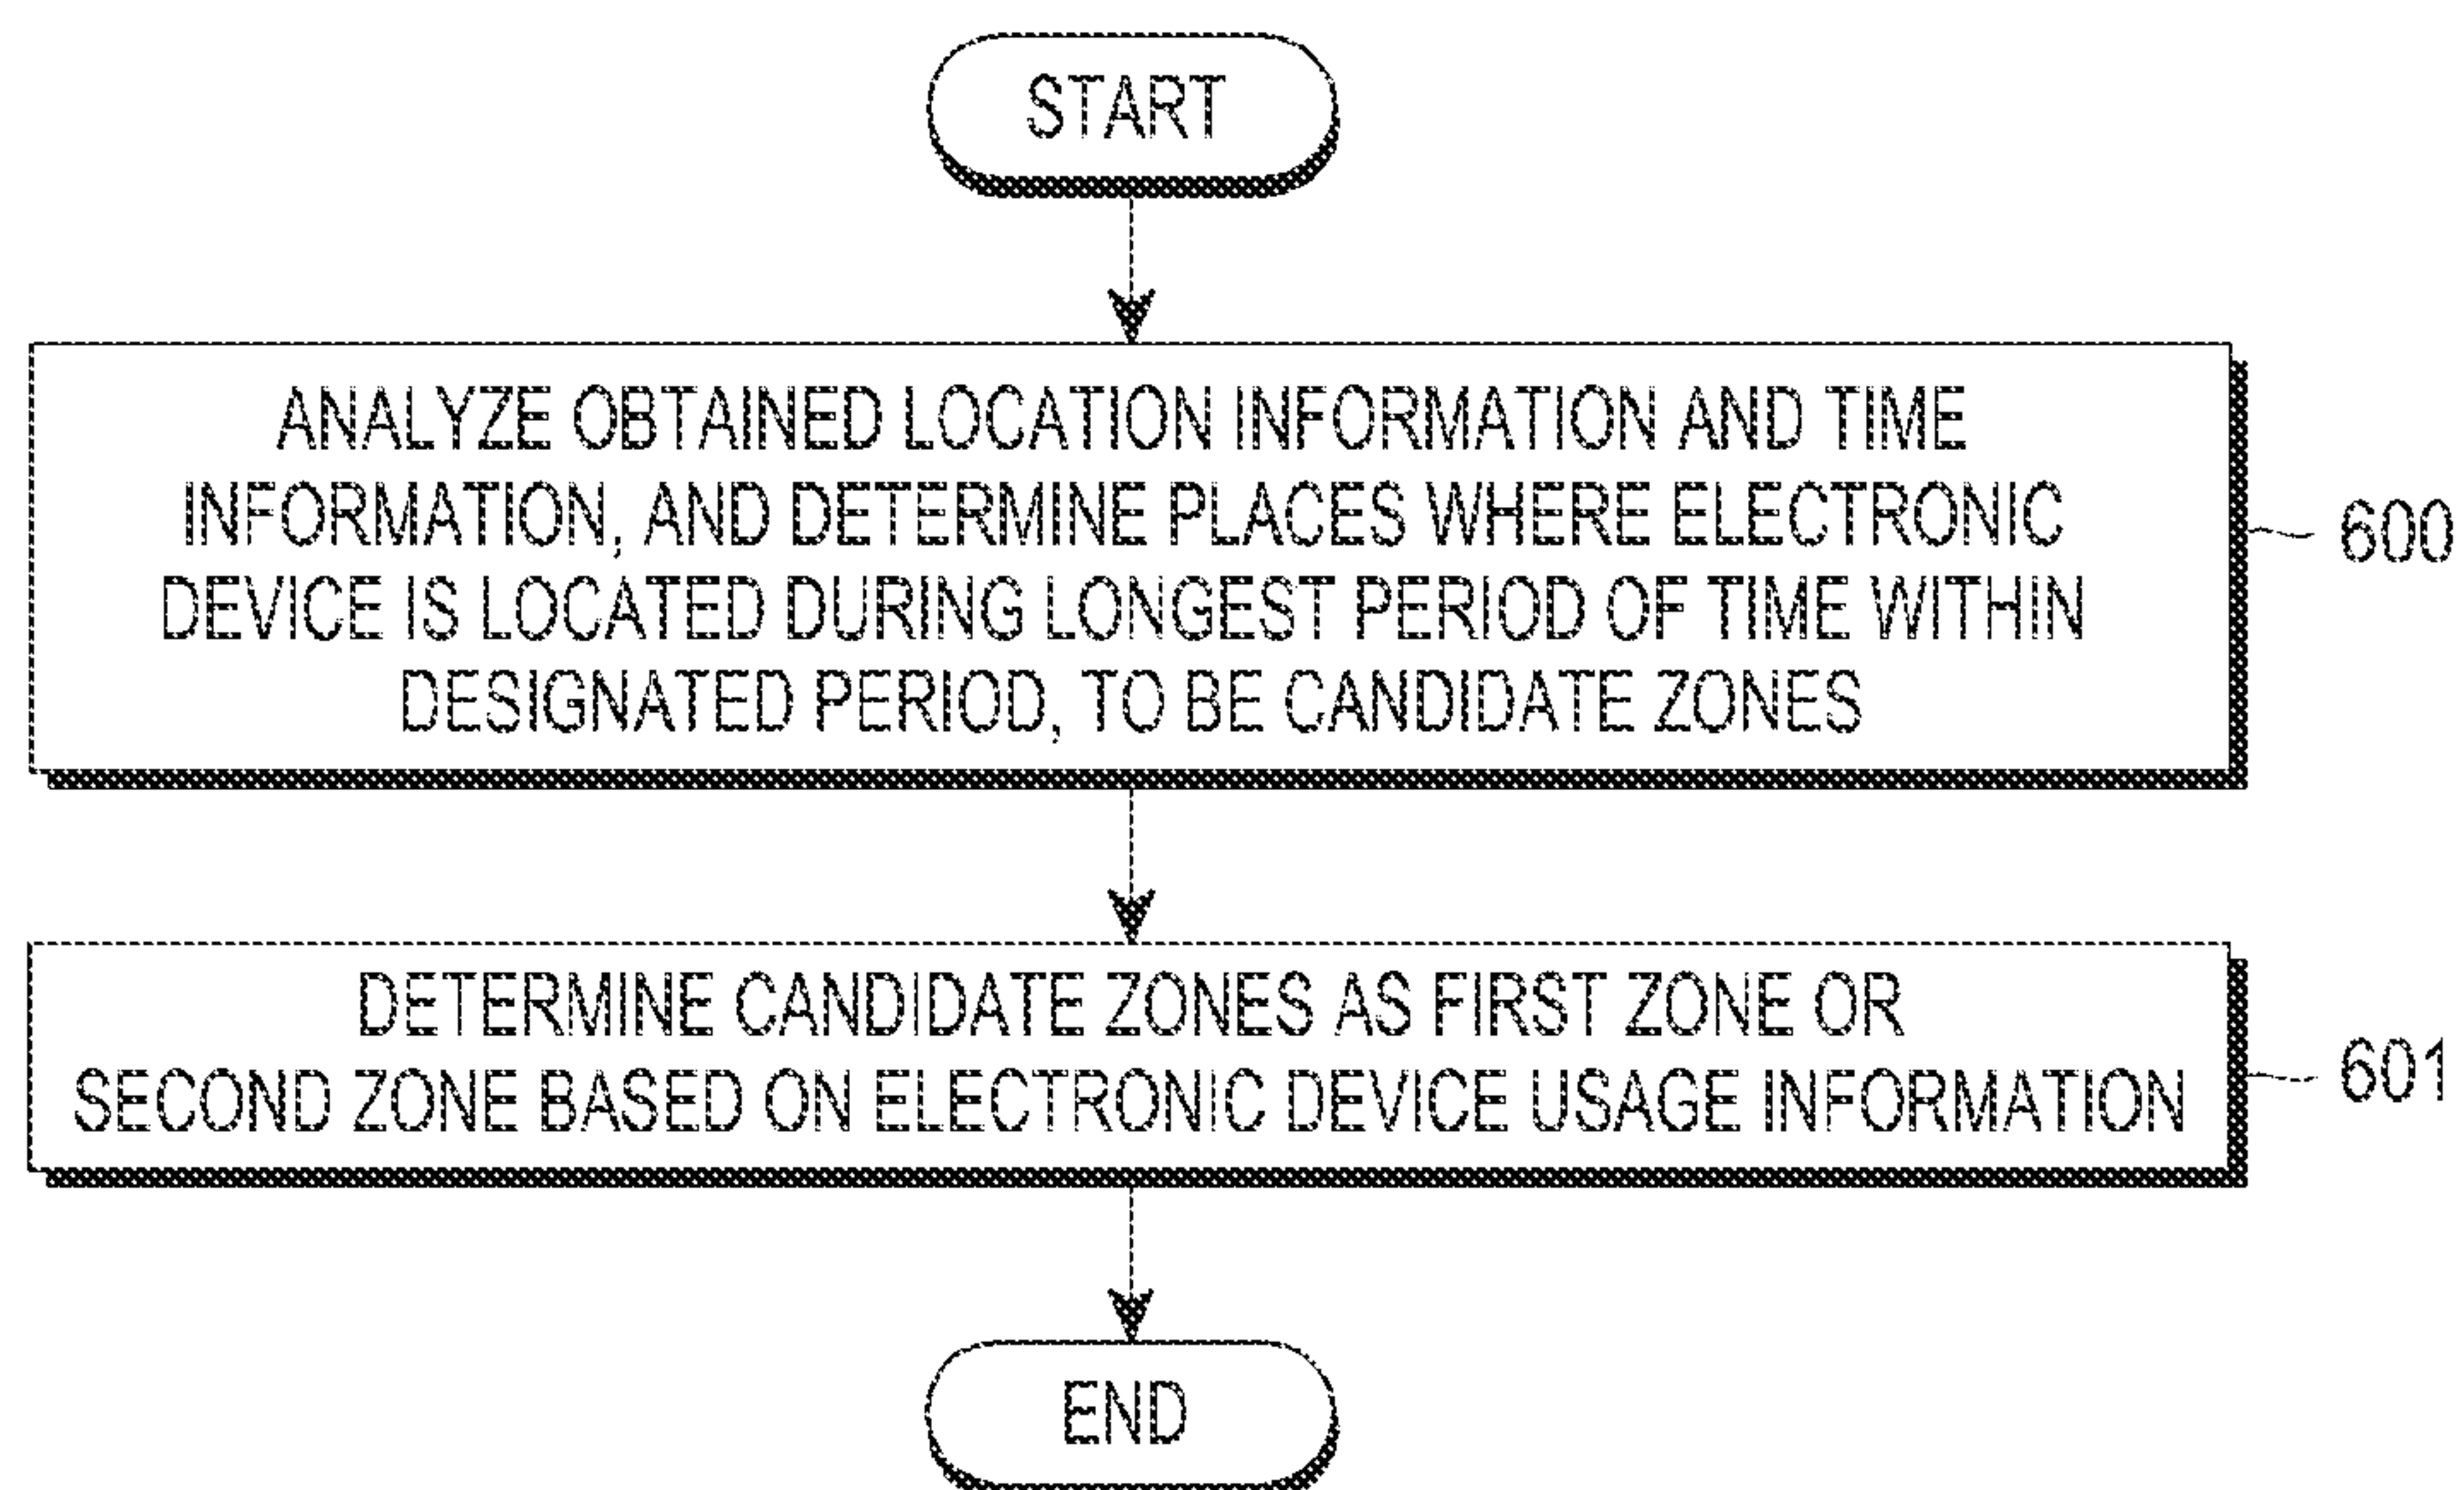 START
ANALYZE OBTAINED LOCATION INFORMATION AND TIME
INFORMATION, AND DETERMINE PLACES WHERE ELECTRONIC
DEVICE IS LOCATED DURING LONGEST PERIOD OF TIME WITHIN
DESIGNATED PERIOD, TO BE CANDIDATE ZONES
600
DETERMINE CANDIDATE ZONES AS FIRST ZONE OR
SECOND ZONE BASED ON ELECTRONIC DEVICE USAGE INFORMATION
601
END